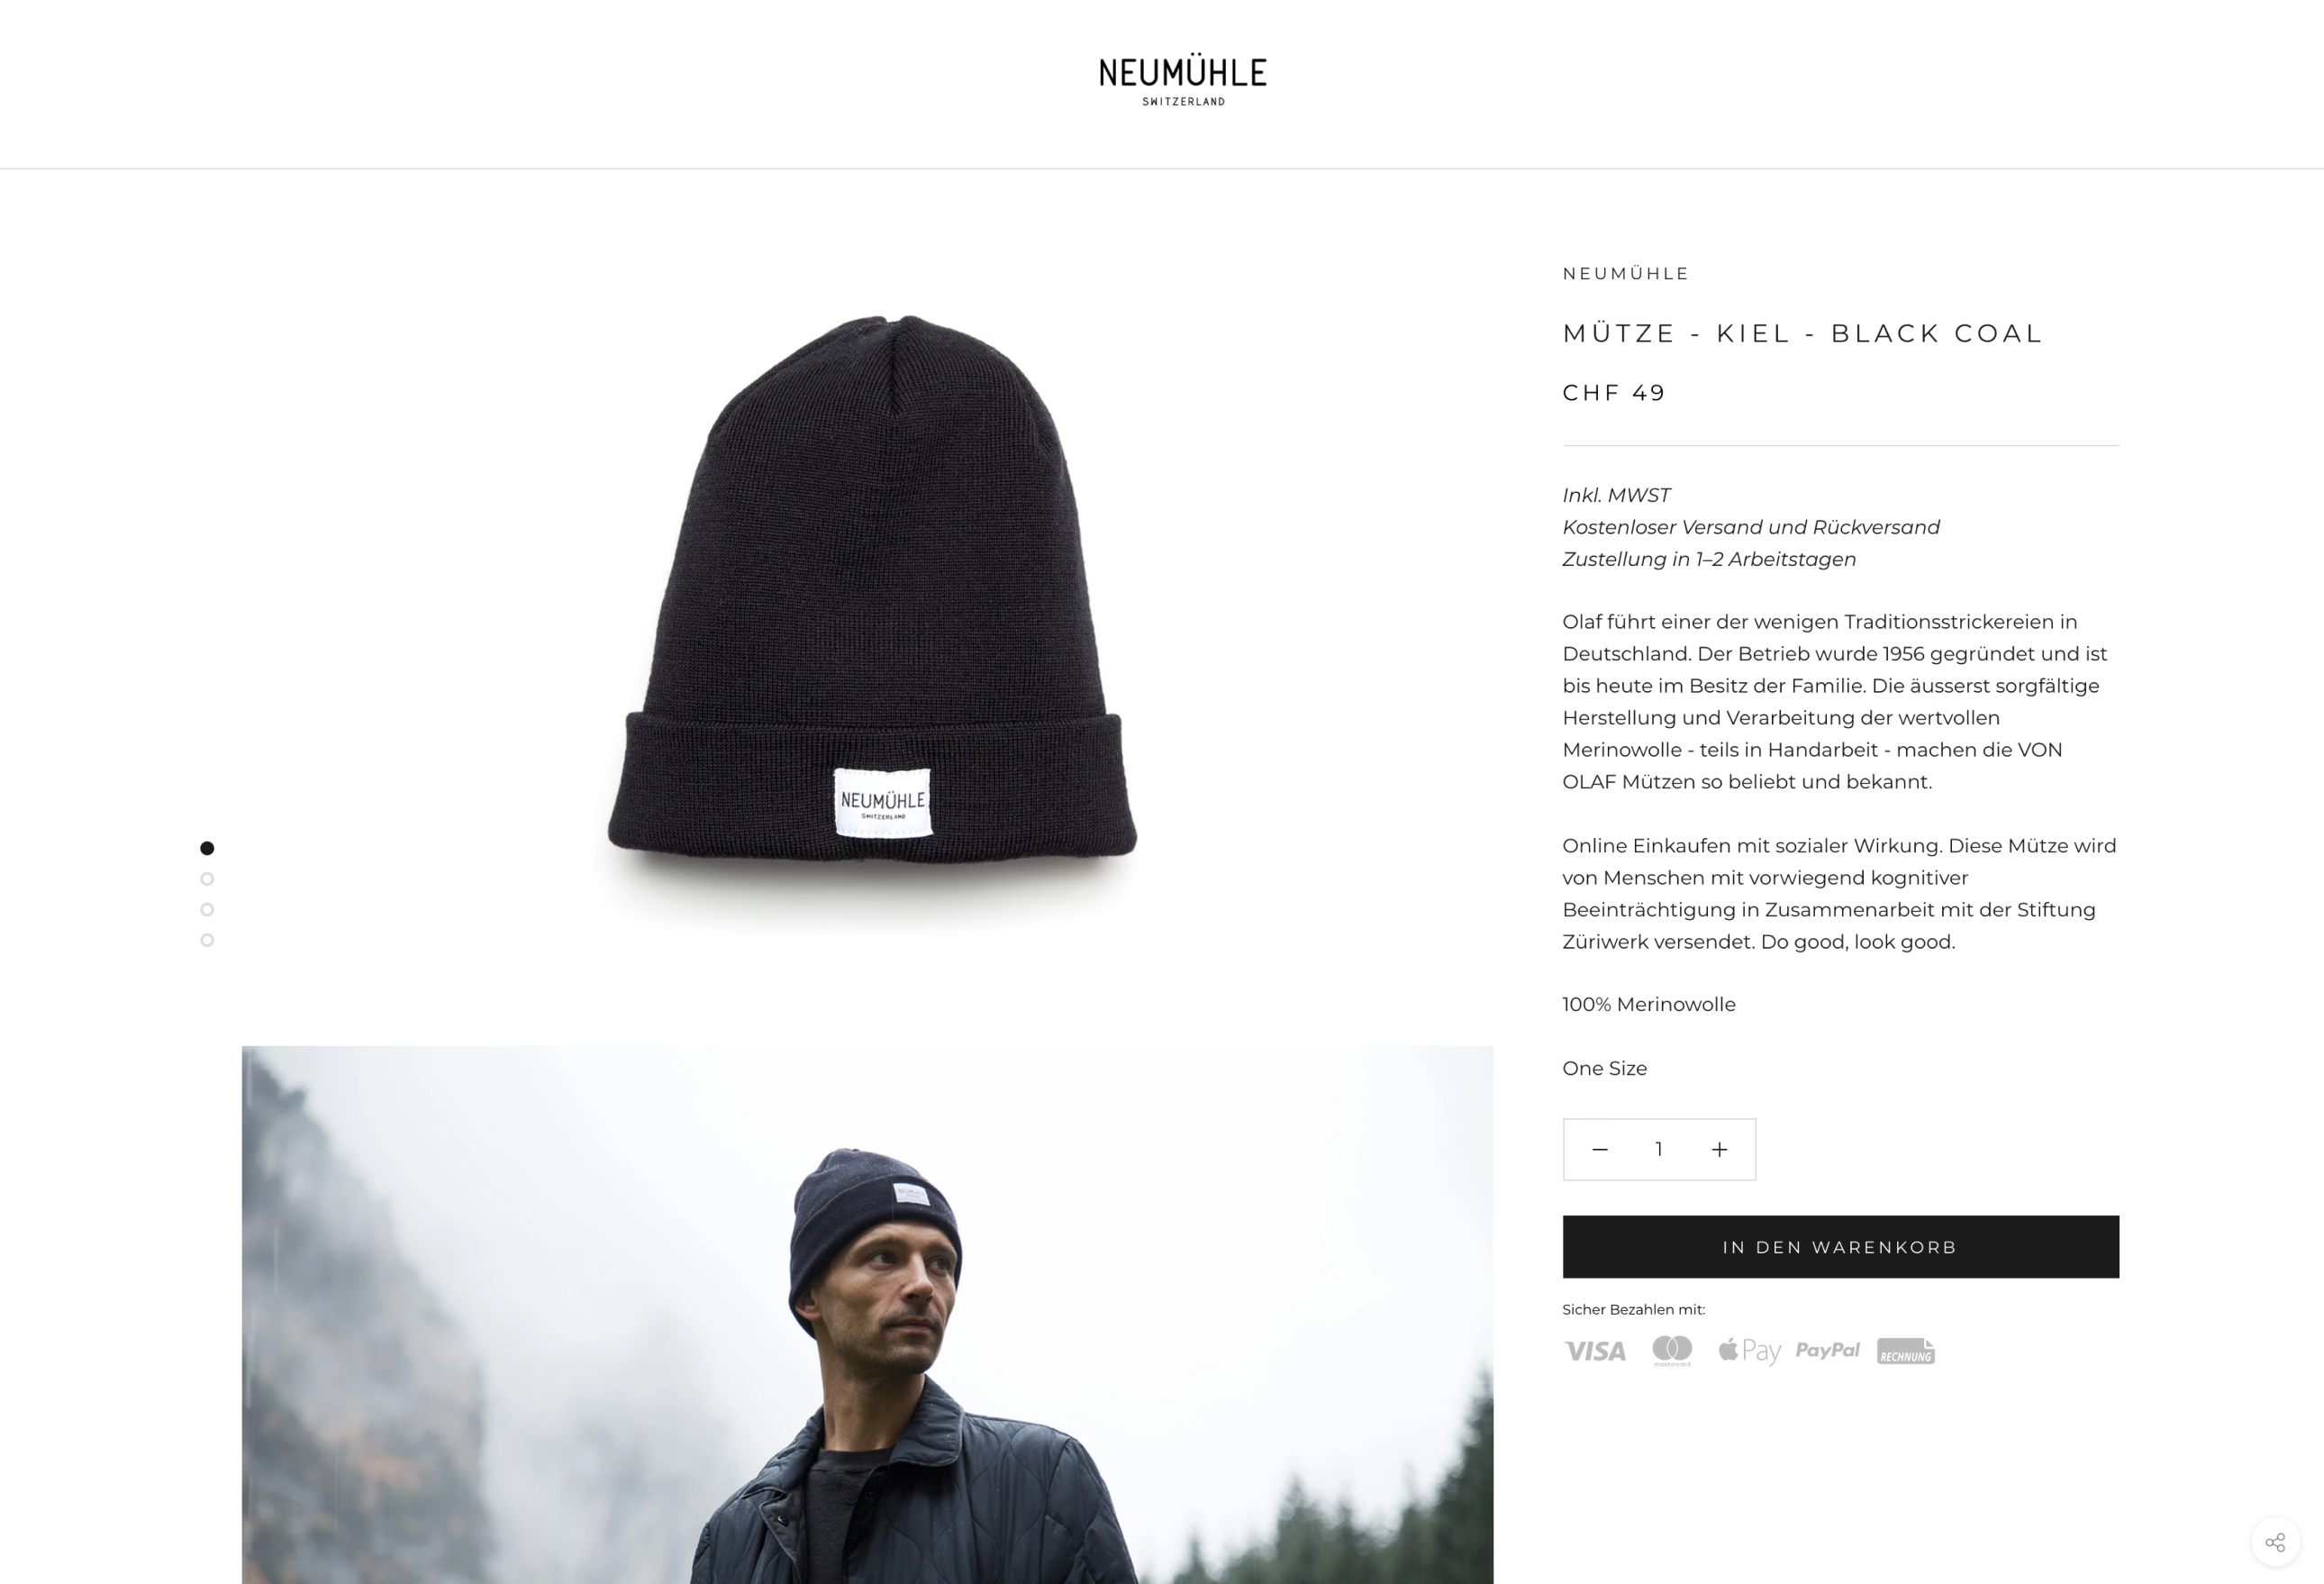 NEUMÜHLE
SWITZERLAND
NEUMÜHLE
SWITZERLAND
NEUMÜHLE
MÜTZE - KIEL - BLACK COAL
CHF 49
Inkl. MWST
Kostenloser Versand und Rückversand
Zustellung in 1–2 Arbeitstagen
Olaf führt einer der wenigen Traditionsstrickereien in
Deutschland. Der Betrieb wurde 1956 gegründet und ist
bis heute im Besitz der Familie. Die äusserst sorgfältige
Herstellung und Verarbeitung der wertvollen
Merinowolle - teils in Handarbeit - machen die VON
OLAF Mützen so beliebt und bekannt.
Online Einkaufen mit sozialer Wirkung. Diese Mütze wird
von Menschen mit vorwiegend kognitiver
Beeinträchtigung in Zusammenarbeit mit der Stiftung
Züriwerk versendet. Do good, look good.
100% Merinowolle
One Size
1
IN DEN WARENKORB
Sicher Bezahlen mit:
VISA mastercard Pay PayPal RECHNUNG